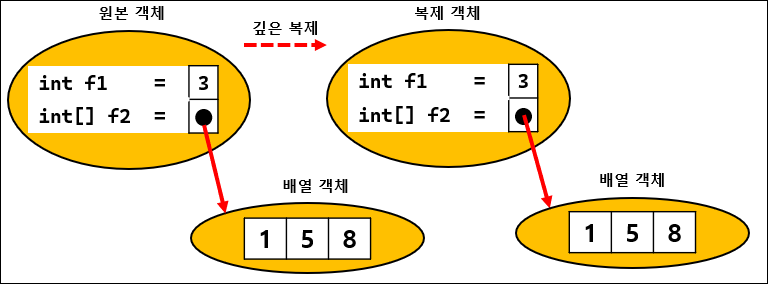 원본 객체
깊은 복제
복제 객체
int f1 = 3
int[] f2 =
int f1 = 3
int[] f2 =
배열 객체
배열 객체
1 5 8
1 5 8